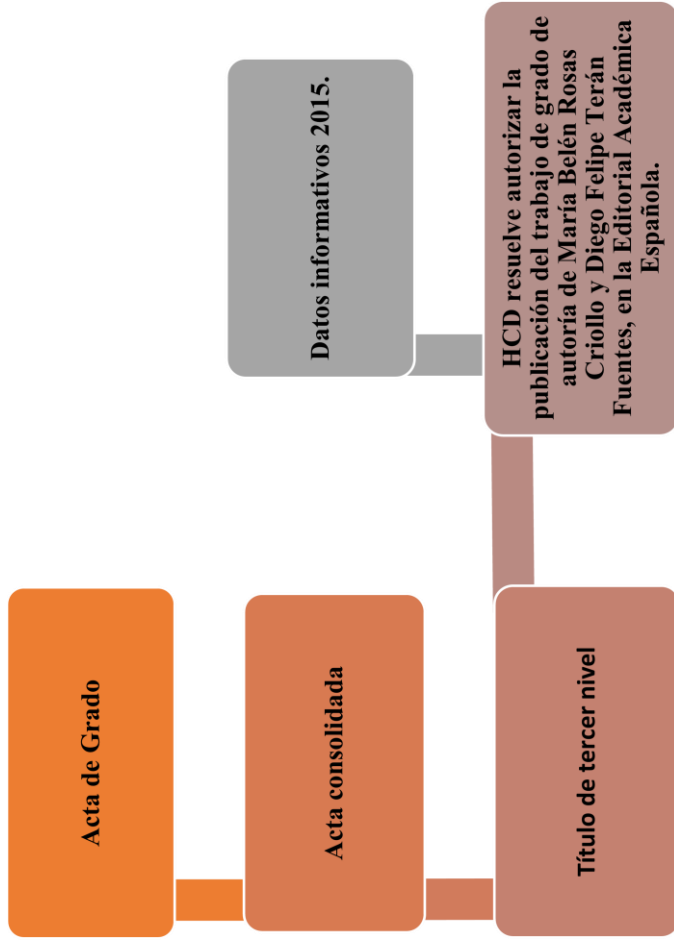 Acta de Grado
Acta consolidada
Título de tercer nivel
HCD resuelve autorizar la
publicación del trabajo de grado de
autoría de María Belén Rosas
Criollo y Diego Felipe Terán
Fuentes, en la Editorial Académica
Española.
Datos informativos 2015.